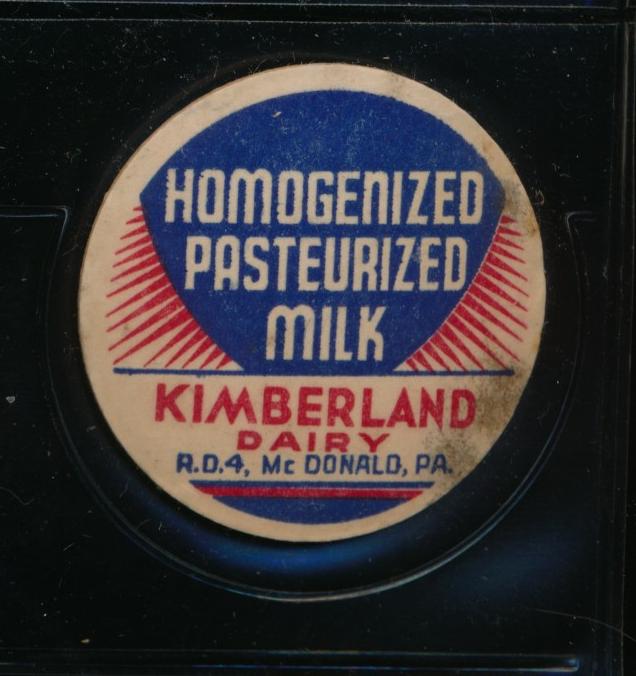 HOMOGENIZED
PASTEURIZED
MILK
KIMBERLAND
DAIRY
R.D.4, Mc DONALD, PA.